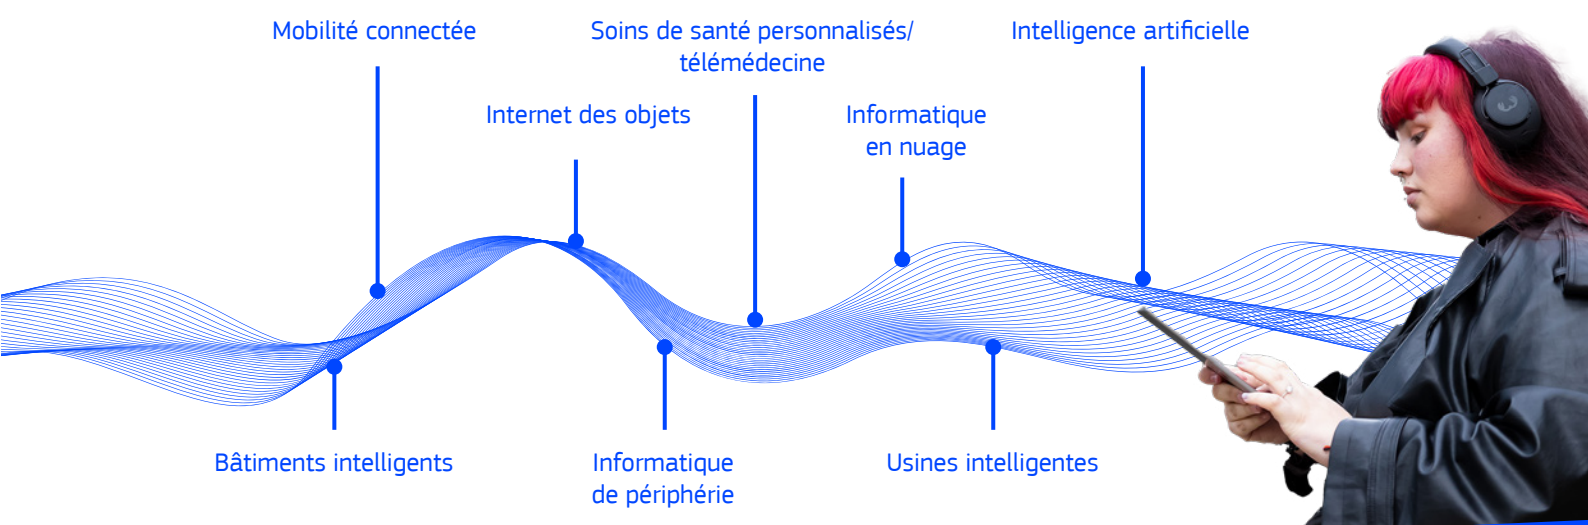 Mobilité connectée
Soins de santé personnalisés/
télémédecine
Intelligence artificielle
Internet des objets
Informatique
en nuage
Bâtiments intelligents
Informatique
de périphérie
Usines intelligentes